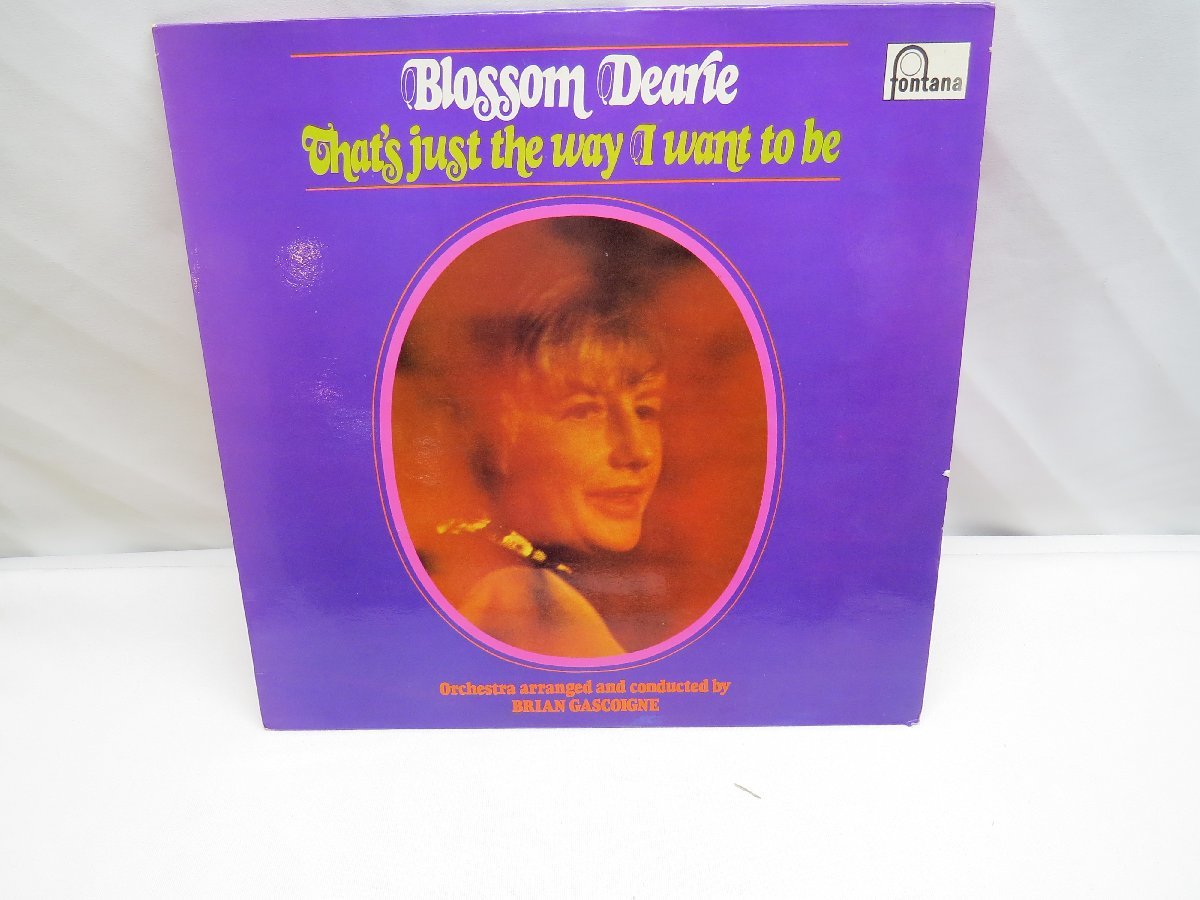 Blossom Dearie
fontana
That's just the way I want to be
Orchestra arranged and conducted by
BRIAN GASCOIGNE